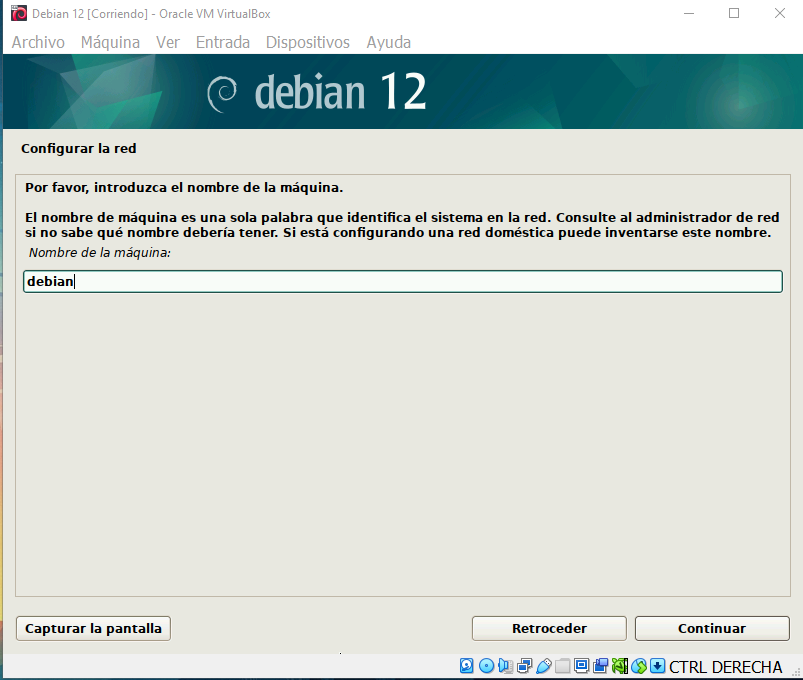 Debian 12 [Corriendo] - Oracle VM VirtualBox
Archivo Máquina Ver Entrada Dispositivos Ayuda
debian 12
Configurar la red
Por favor, introduzca el nombre de la máquina.
El nombre de máquina es una sola palabra que identifica el sistema en la red. Consulte al administrador de red
si no sabe qué nombre debería tener. Si está configurando una red doméstica puede inventarse este nombre.
Nombre de la máquina:
debian
Capturar la pantalla Retroceder Continuar
CTRL DERECHA